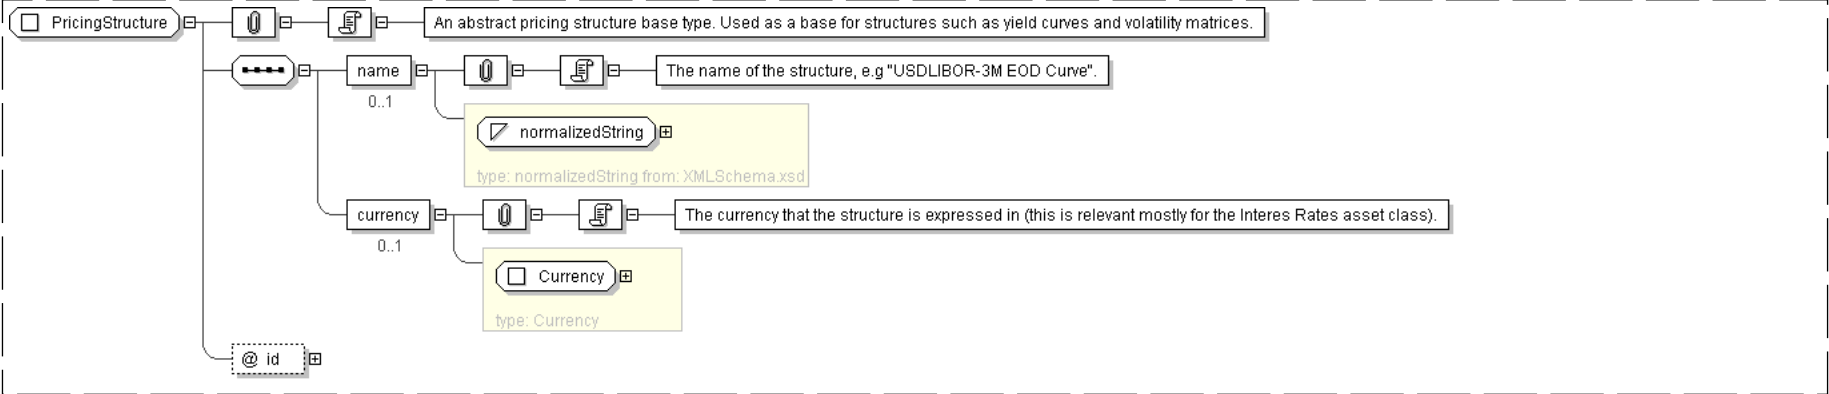 PricingStructure
An abstract pricing structure base type. Used as a base for structures such as yield curves and volatility matrices.
name
The name of the structure, e.g "USDLIBOR-3M EOD Curve".
0..1
normalizedString
type: normalizedString from: XMLSchema.xsd
currency
The currency that the structure is expressed in (this is relevant mostly for the Interes Rates asset class).
0..1
Currency
type: Currency
@ id